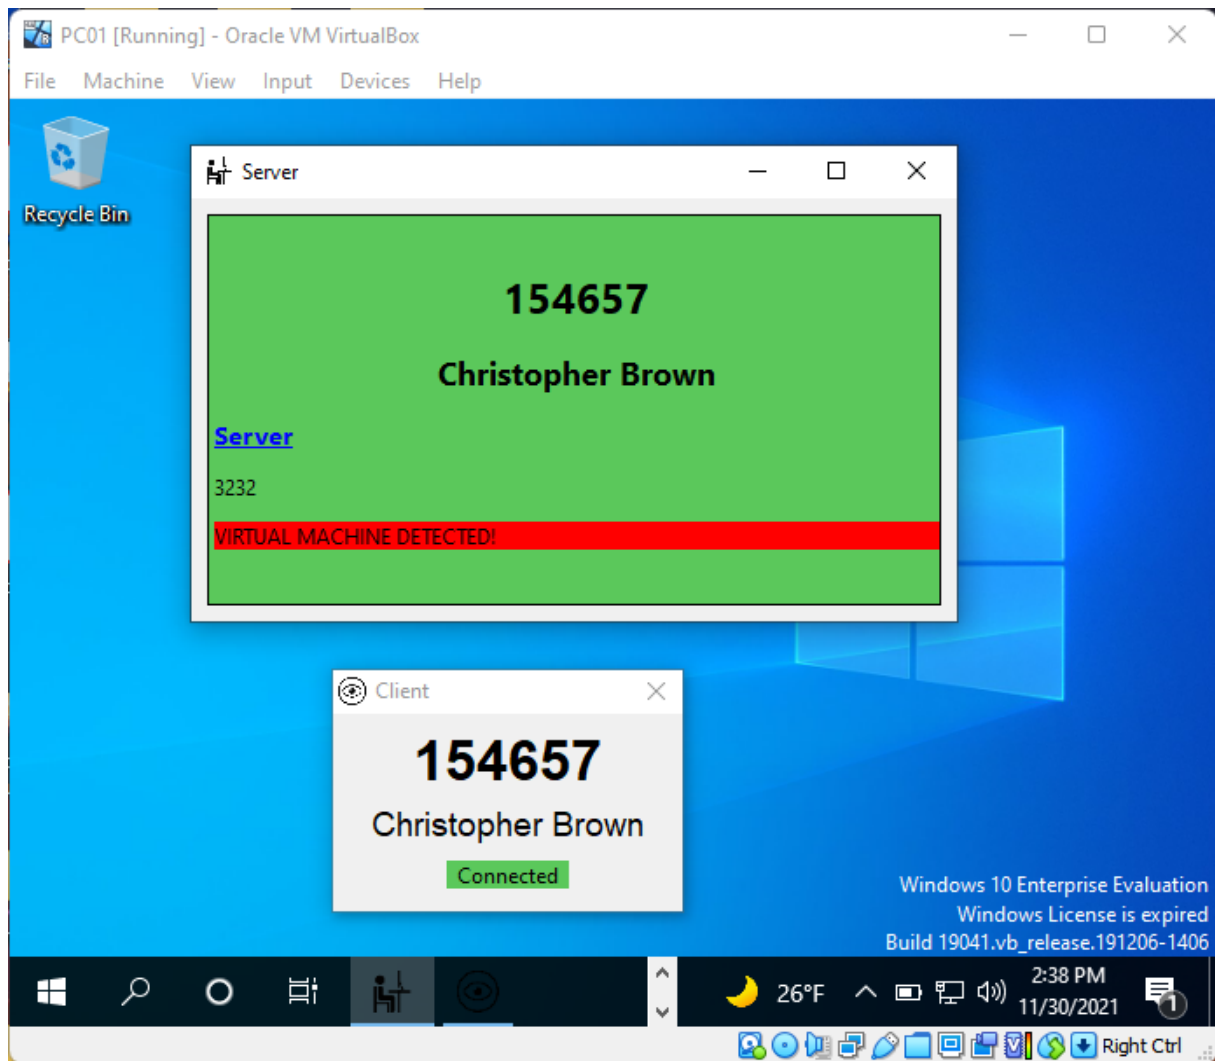 PC01 [Running] - Oracle VM VirtualBox
File Machine View Input Devices Help
Recycle Bin
Server
154657
Christopher Brown
Server
3232
VIRTUAL MACHINE DETECTED!
Client
154657
Christopher Brown
Connected
Windows 10 Enterprise Evaluation
Windows License is expired
Build 19041.vb_release.191206-1406
26°F
2:38 PM
11/30/2021
1
Right Ctrl